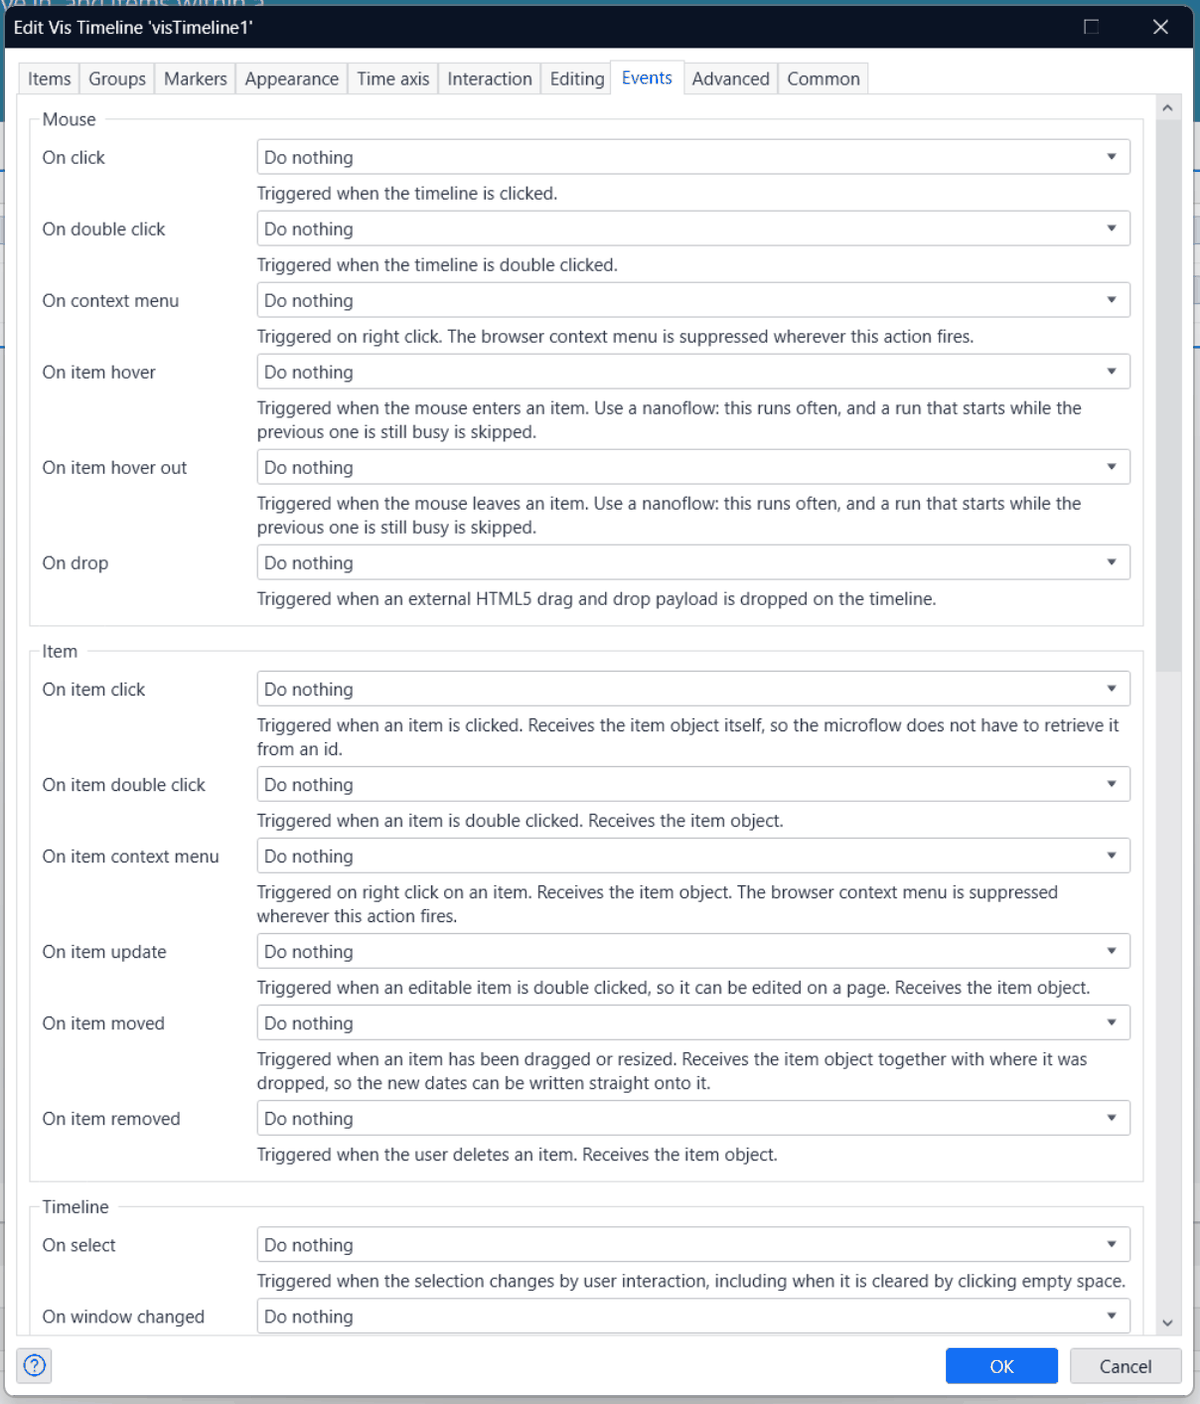 Edit Vis Timeline 'visTimeline1'
Items Groups Markers Appearance Time axis Interaction Editing Events Advanced Common
Mouse
On click Do nothing
Triggered when the timeline is clicked.
On double click Do nothing
Triggered when the timeline is double clicked.
On context menu Do nothing
Triggered on right click. The browser context menu is suppressed wherever this action fires.
On item hover Do nothing
Triggered when the mouse enters an item. Use a nanoflow: this runs often, and a run that starts while the
previous one is still busy is skipped.
On item hover out Do nothing
Triggered when the mouse leaves an item. Use a nanoflow: this runs often, and a run that starts while the
previous one is still busy is skipped.
On drop Do nothing
Triggered when an external HTML5 drag and drop payload is dropped on the timeline.
Item
On item click Do nothing
Triggered when an item is clicked. Receives the item object itself, so the microflow does not have to retrieve it
from an id.
On item double click Do nothing
Triggered when an item is double clicked. Receives the item object.
On item context menu Do nothing
Triggered on right click on an item. Receives the item object. The browser context menu is suppressed
wherever this action fires.
On item update Do nothing
Triggered when an editable item is double clicked, so it can be edited on a page. Receives the item object.
On item moved Do nothing
Triggered when an item has been dragged or resized. Receives the item object together with where it was
dropped, so the new dates can be written straight onto it.
On item removed Do nothing
Triggered when the user deletes an item. Receives the item object.
Timeline
On select Do nothing
Triggered when the selection changes by user interaction, including when it is cleared by clicking empty space.
On window changed Do nothing
OK Cancel